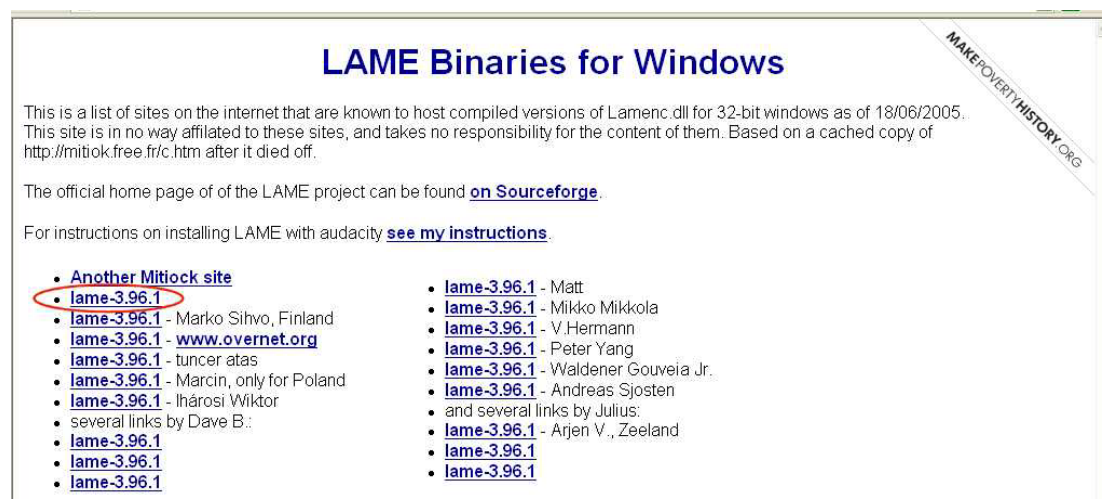 LAME Binaries for Windows
MAKEPOVERTYHISTORY.ORG
This is a list of sites on the internet that are known to host compiled versions of Lamenc.dll for 32-bit windows as of 18/06/2005.
This site is in no way affilated to these sites, and takes no responsibility for the content of them. Based on a cached copy of
http://mitiok.free.fr/c.htm after it died off.
The official home page of of the LAME project can be found on Sourceforge.
For instructions on installing LAME with audacity see my instructions.
Another Mitiock site
lame-3.96.1
lame-3.96.1 - Marko Sihvo, Finland
lame-3.96.1 - www.overnet.org
lame-3.96.1 - tuncer atas
lame-3.96.1 - Marcin, only for Poland
lame-3.96.1 - Ihárosi Wiktor
several links by Dave B.:
lame-3.96.1
lame-3.96.1
lame-3.96.1
lame-3.96.1 - Matt
lame-3.96.1 - Mikko Mikkola
lame-3.96.1 - V.Hermann
lame-3.96.1 - Peter Yang
lame-3.96.1 - Waldener Gouveia Jr.
lame-3.96.1 - Andreas Sjosten
and several links by Julius:
lame-3.96.1 - Arjen V., Zeeland
lame-3.96.1
lame-3.96.1